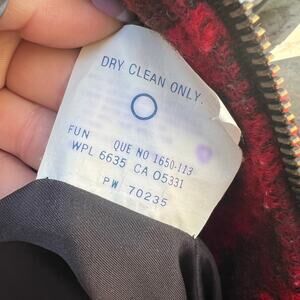 DRY CLEAN ONLY.
QUE NO 1650-113
FUN
WPL 6635 CA 05331
PW 70235